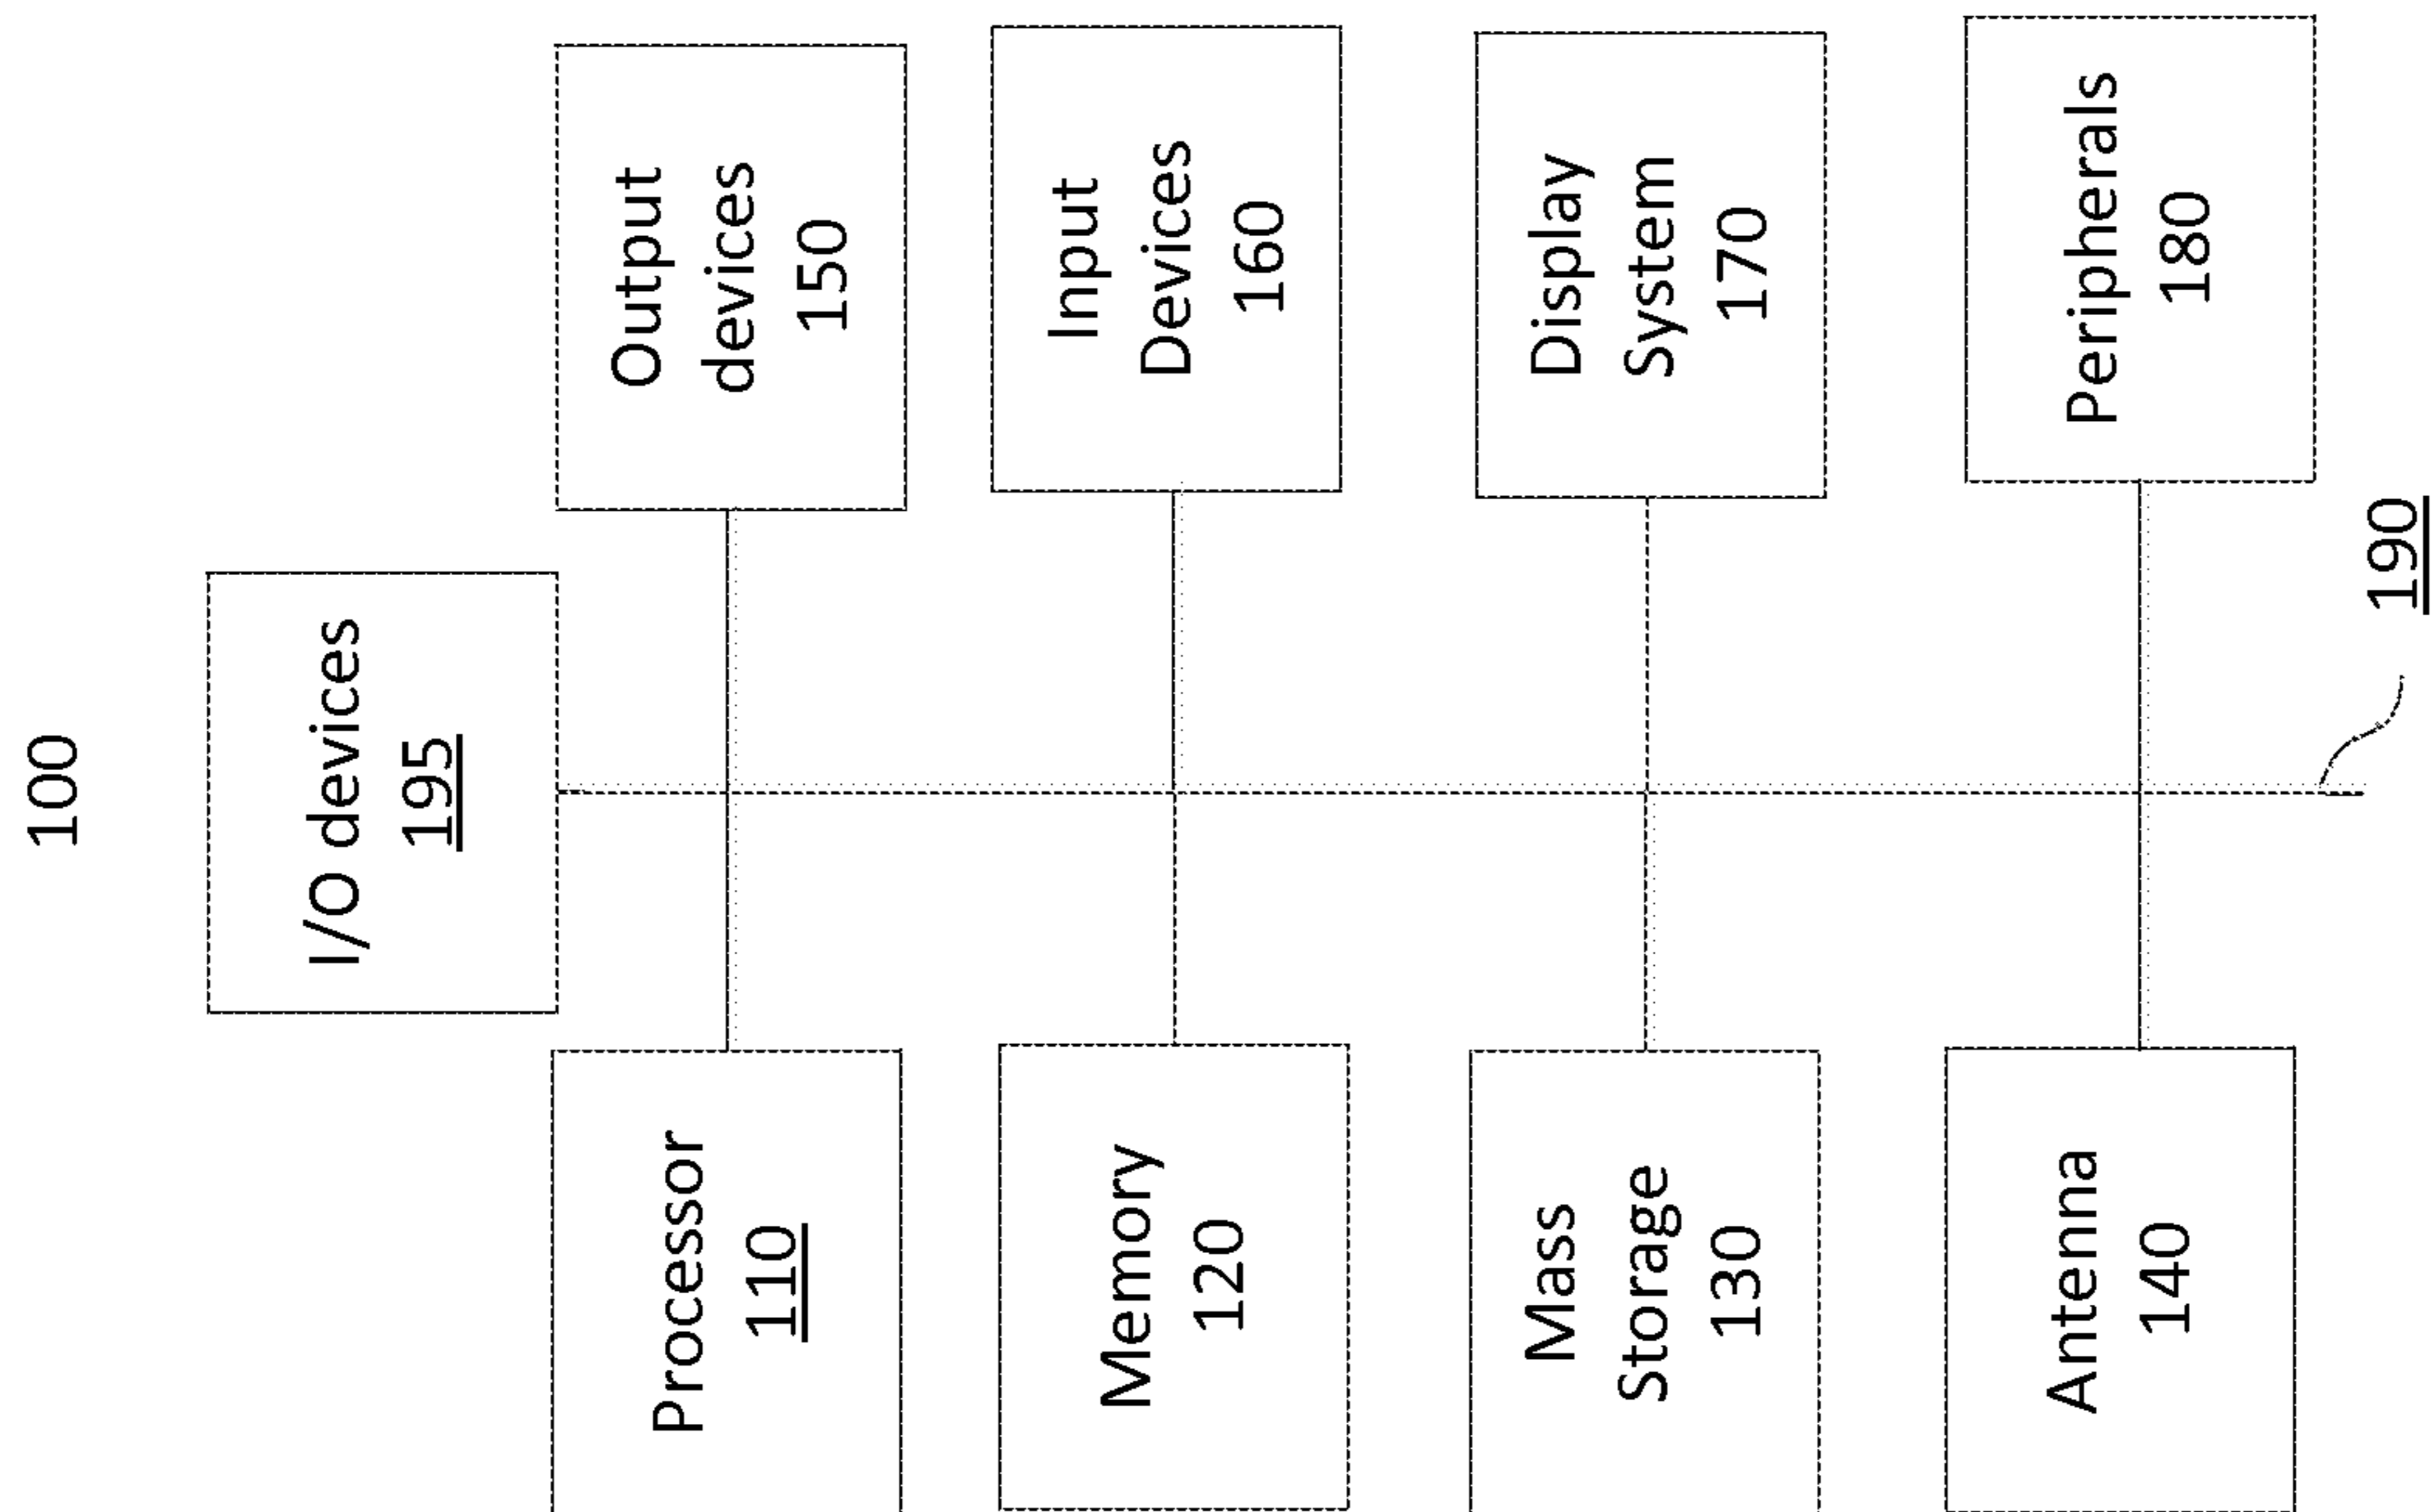 100
I/O devices
195
Processor
110
Output
devices
150
Memory
120
Input
Devices
160
Mass
Storage
130
Display
System
170
Antenna
140
Peripherals
180
190